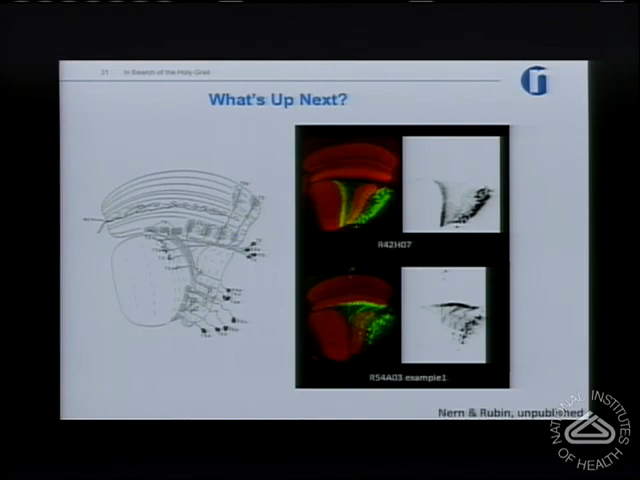 21 In Search of the Holy Grail
What's Up Next?
R42H07
R54A03 example1
Nern & Rubin, unpublished
NATIONAL INSTITUTES OF HEALTH